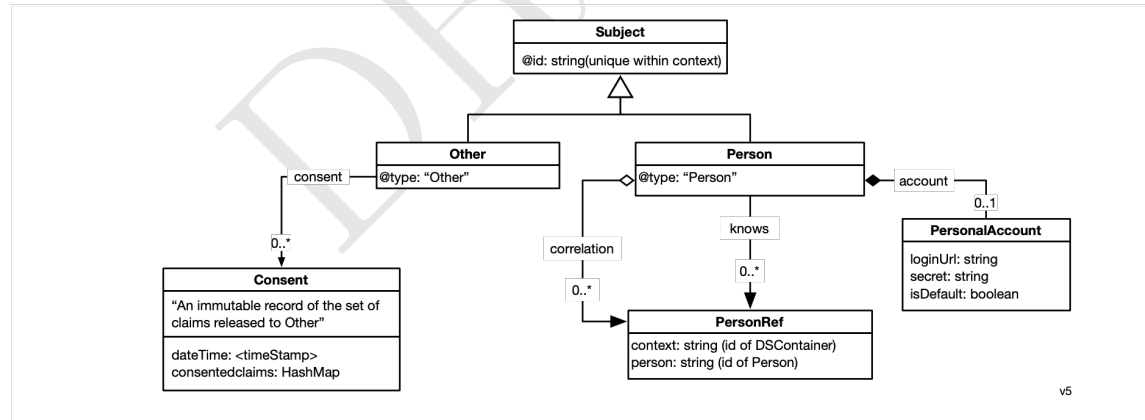 Subject
@id: string(unique within context)
Other
@type: “Other”
Person
@type: “Person”
consent
account
0..1
knows
PersonalAccount
loginUrl: string
secret: string
isDefault: boolean
correlation
0..*
Consent
“An immutable record of the set of
claims released to Other”
dateTime: <timeStamp>
consentedclaims: HashMap
0..*
0..*
PersonRef
context: string (id of DSContainer)
person: string (id of Person)
v5